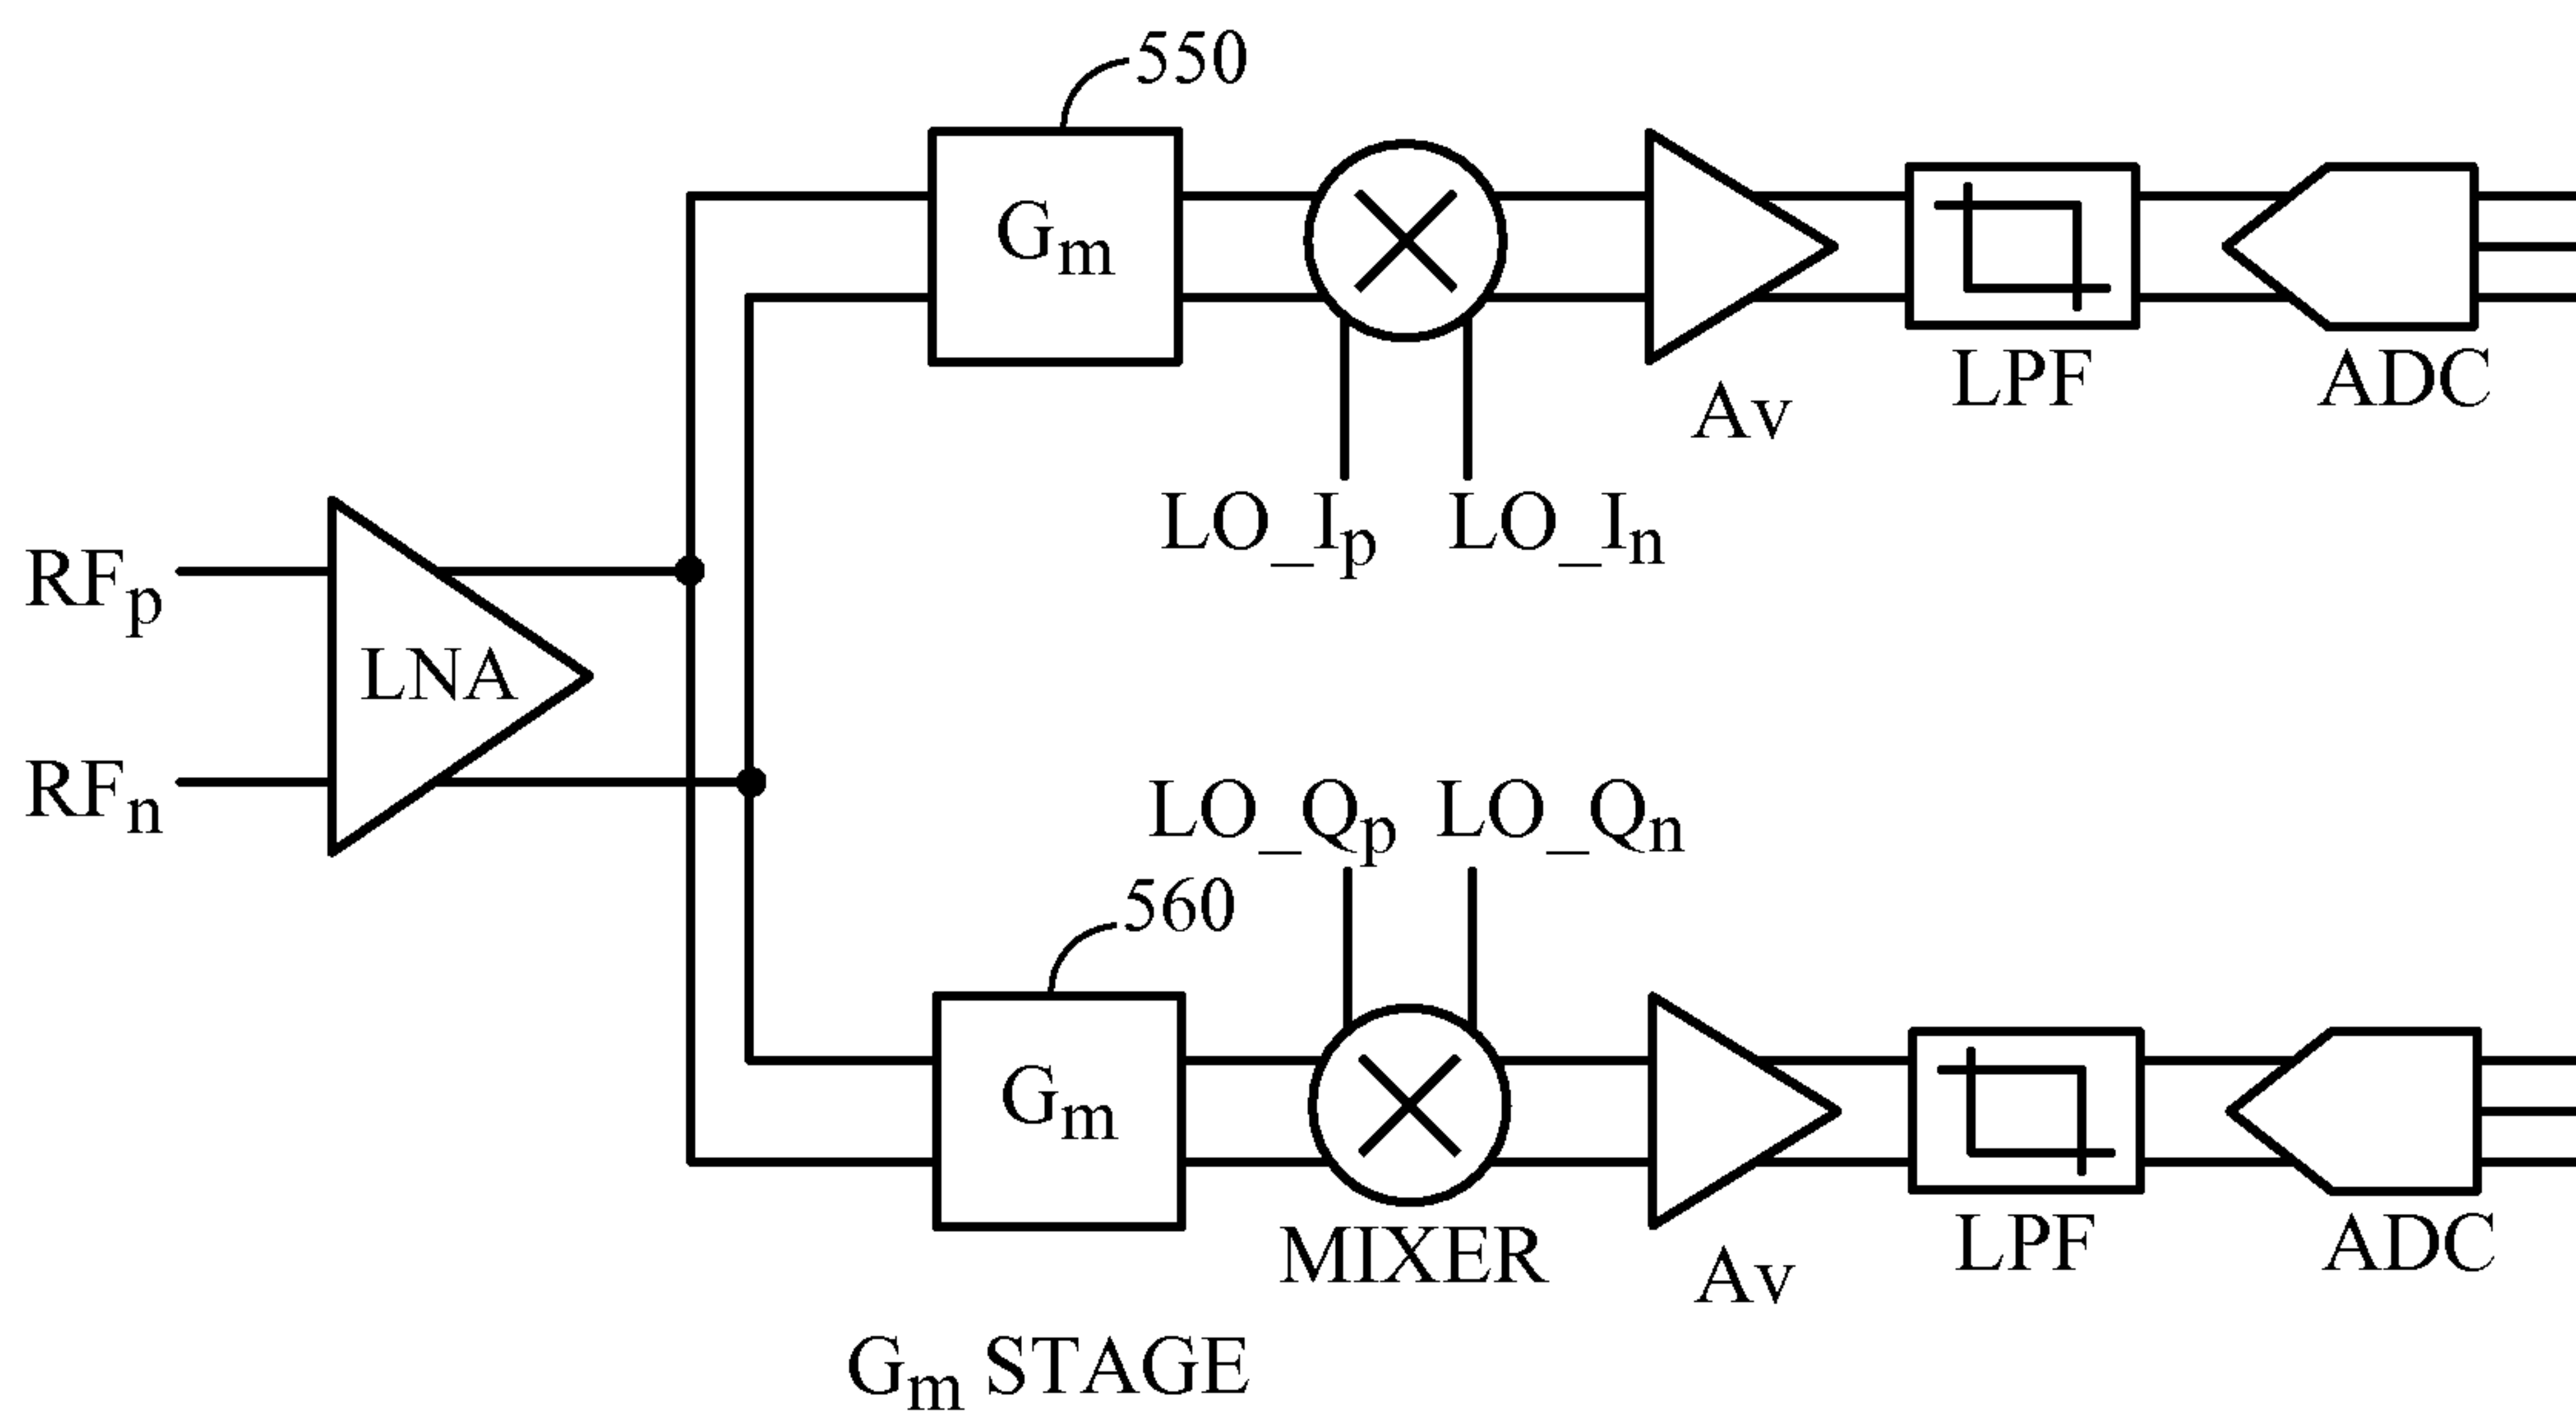 550
Gm
LPF
ADC
Av
LO_Ip
LO_In
RFp
LNA
RFn
LO_Qp
LO_Qn
560
Gm
MIXER
LPF
ADC
Av
Gm STAGE